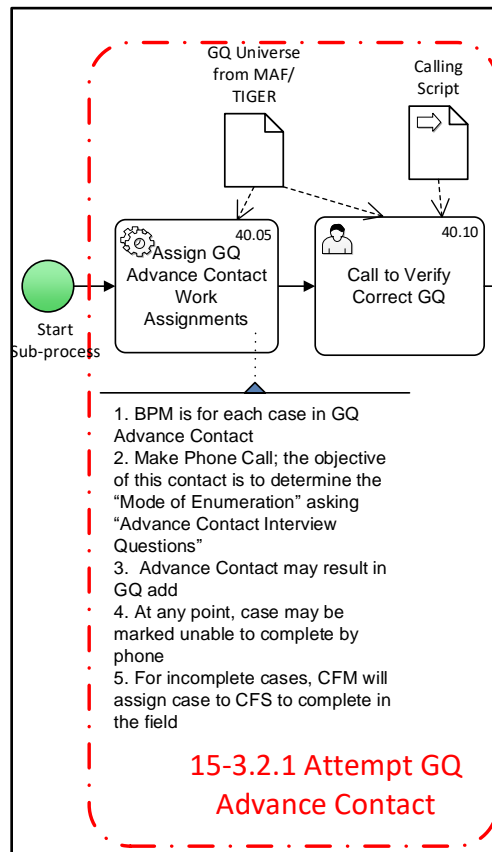 GQ Universe
from MAF/
TIGER
Calling
Script
40.05
Assign GQ
Advance Contact
Work
Assignments
40.10
Call to Verify
Correct GQ
Start
Sub-process
1. BPM is for each case in GQ
Advance Contact
2. Make Phone Call; the objective
of this contact is to determine the
“Mode of Enumeration” asking
“Advance Contact Interview
Questions”
3.  Advance Contact may result in
GQ add
4. At any point, case may be
marked unable to complete by
phone
5. For incomplete cases, CFM will
assign case to CFS to complete in
the field
15-3.2.1 Attempt GQ
Advance Contact